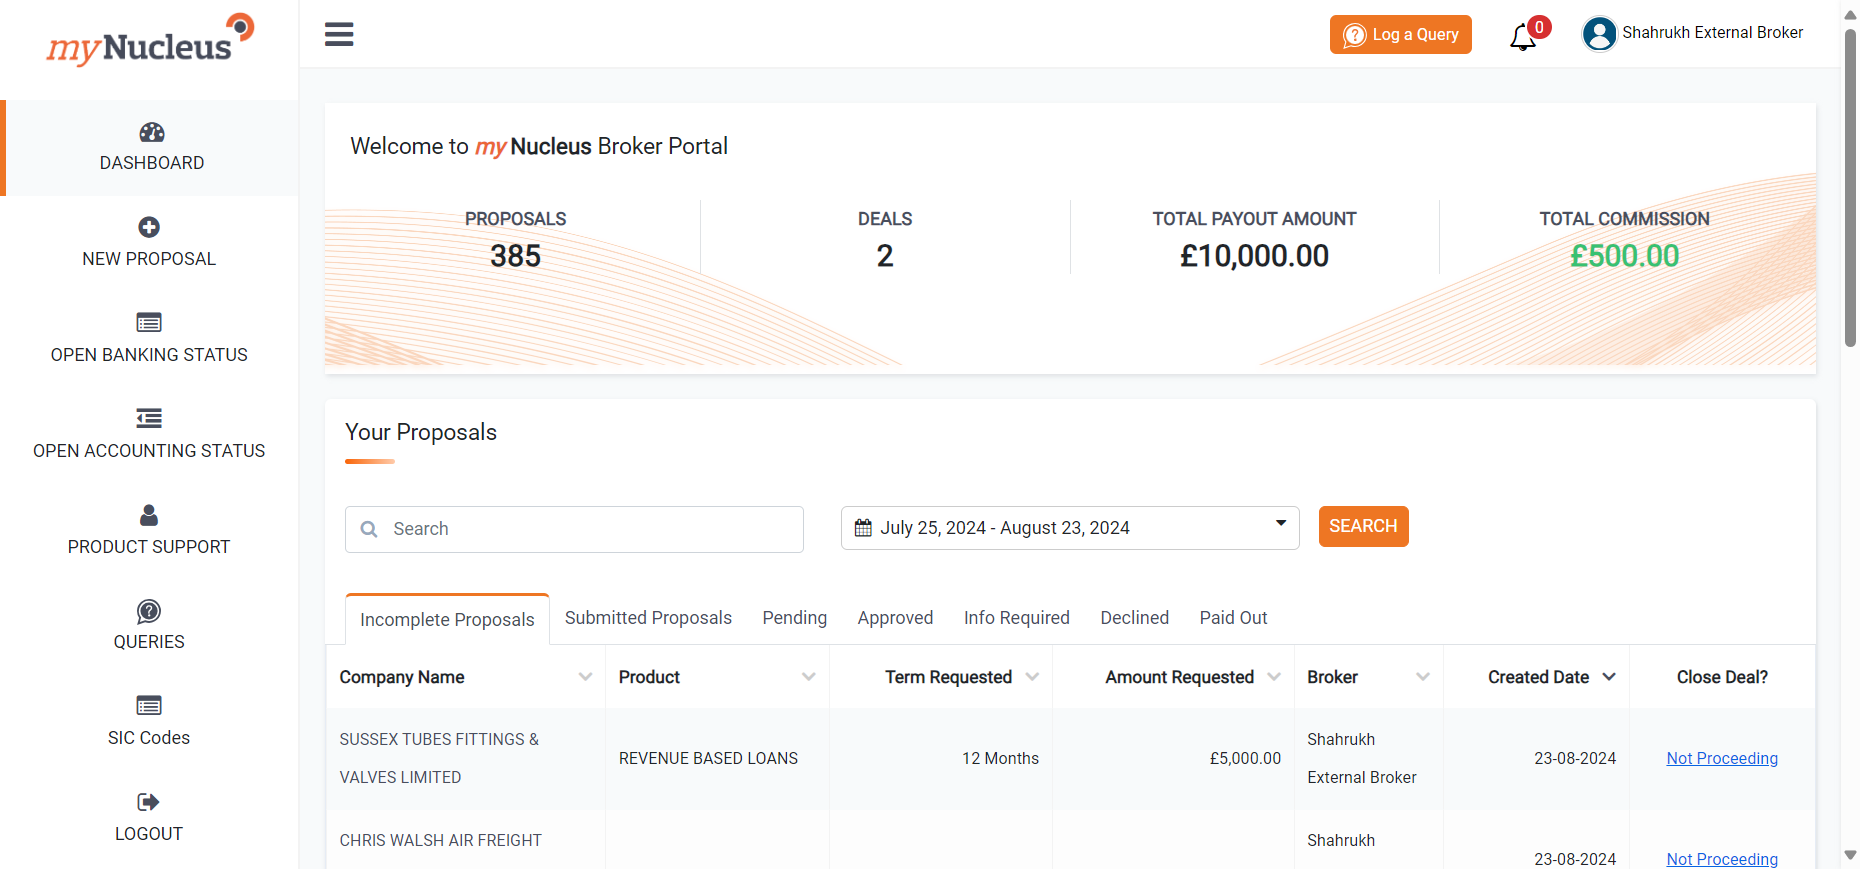 myNucleus
Log a Query
0
Shahrukh External Broker
DASHBOARD
NEW PROPOSAL
OPEN BANKING STATUS
OPEN ACCOUNTING STATUS
PRODUCT SUPPORT
QUERIES
SIC Codes
LOGOUT
Welcome to my Nucleus Broker Portal
PROPOSALS
385
DEALS
2
TOTAL PAYOUT AMOUNT
£10,000.00
TOTAL COMMISSION
£500.00
Your Proposals
Search
July 25, 2024 - August 23, 2024
SEARCH
Incomplete Proposals Submitted Proposals Pending Approved Info Required Declined Paid Out
Company Name Product Term Requested Amount Requested Broker Created Date Close Deal?
SUSSEX TUBES FITTINGS &
VALVES LIMITED
REVENUE BASED LOANS
12 Months
£5,000.00
Shahrukh
External Broker
23-08-2024
Not Proceeding
CHRIS WALSH AIR FREIGHT
Shahrukh
23-08-2024
Not Proceeding